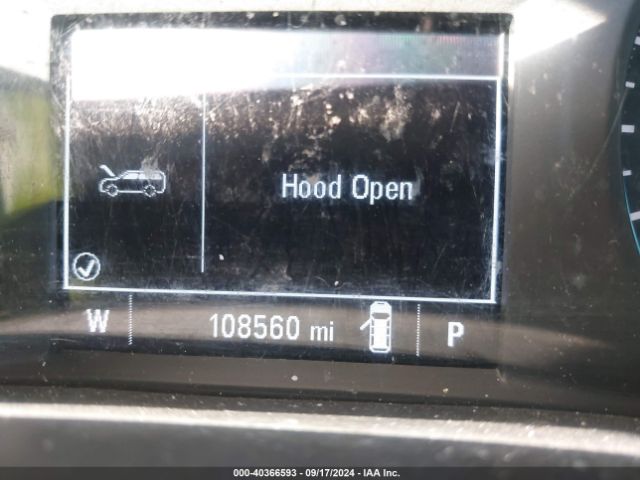 Hood Open
W 108560 mi P
000-40366593 - 09/17/2024 - IAA Inc.